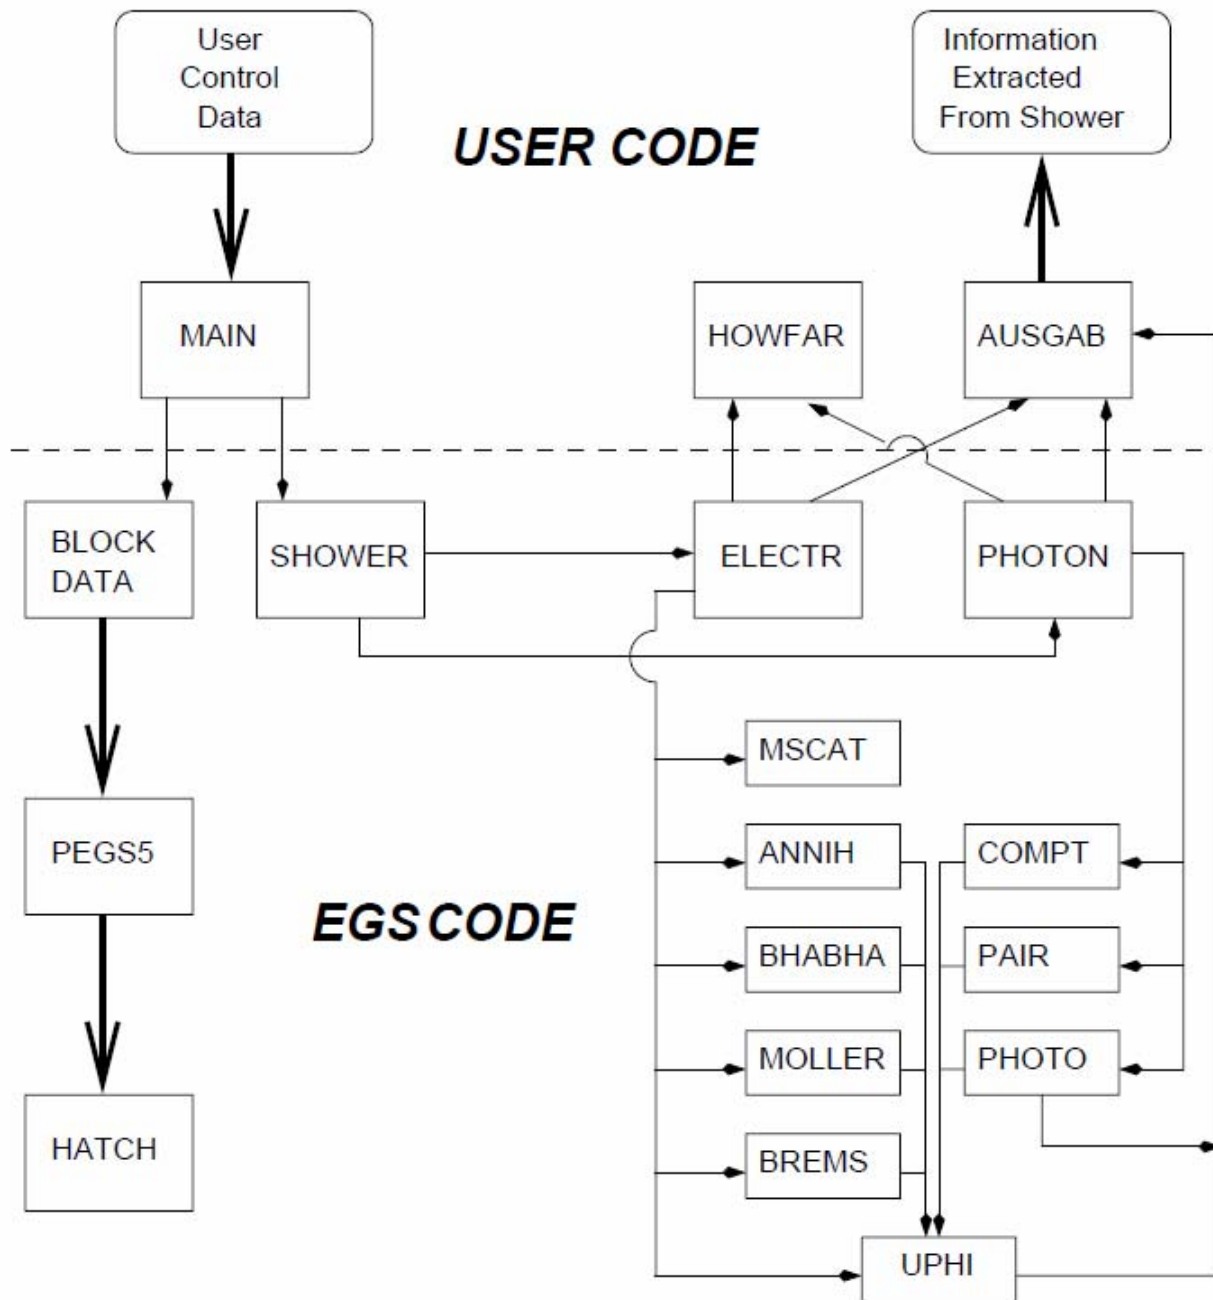 User
Control
Data
Information
Extracted
From Shower
USER CODE
MAIN
HOWFAR
AUSGAB
BLOCK
DATA
SHOWER
ELECTR
PHOTON
MSCAT
PEGS5
ANNIH
COMPT
EGS CODE
BHABHA
PAIR
MOLLER
PHOTO
HATCH
BREMS
UPHI